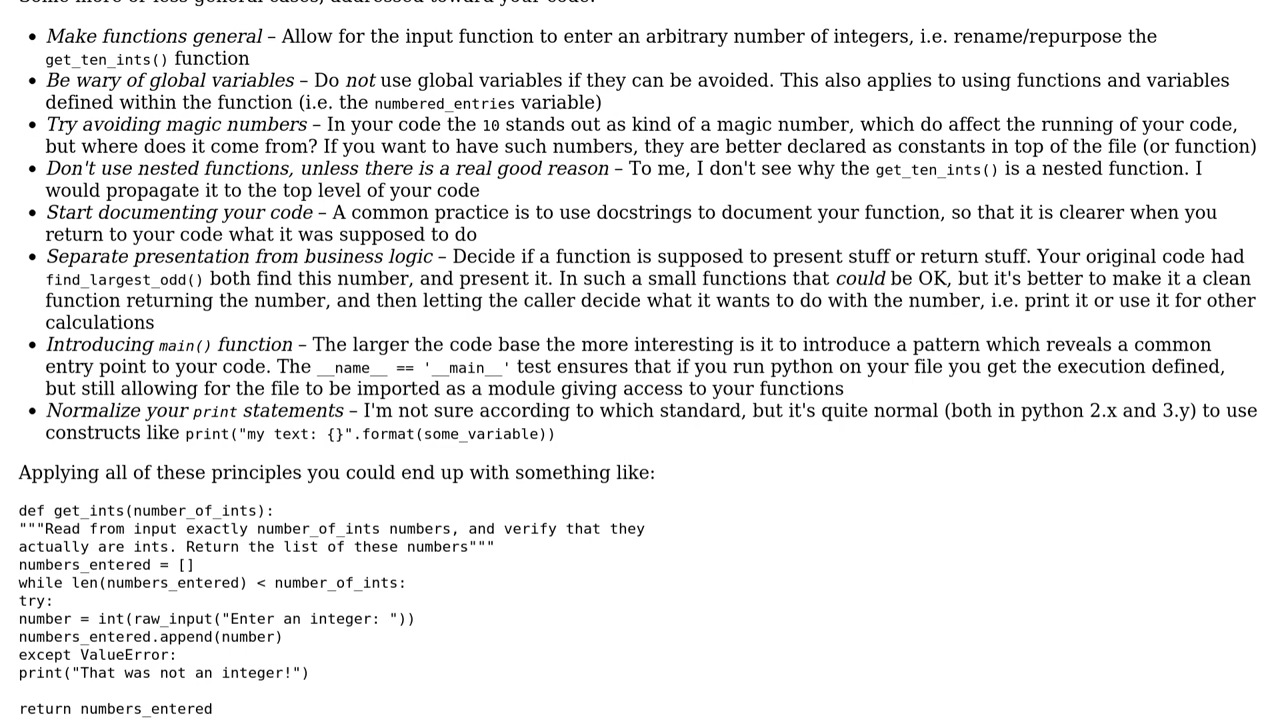 Some more or less general cases, addressed toward your code:
• Make functions general – Allow for the input function to enter an arbitrary number of integers, i.e. rename/repurpose the
get_ten_ints() function
• Be wary of global variables – Do not use global variables if they can be avoided. This also applies to using functions and variables
defined within the function (i.e. the numbered_entries variable)
• Try avoiding magic numbers – In your code the 10 stands out as kind of a magic number, which do affect the running of your code,
but where does it come from? If you want to have such numbers, they are better declared as constants in top of the file (or function)
• Don't use nested functions, unless there is a real good reason – To me, I don't see why the get_ten_ints() is a nested function. I
would propagate it to the top level of your code
• Start documenting your code – A common practice is to use docstrings to document your function, so that it is clearer when you
return to your code what it was supposed to do
• Separate presentation from business logic – Decide if a function is supposed to present stuff or return stuff. Your original code had
find_largest_odd() both find this number, and present it. In such a small functions that could be OK, but it's better to make it a clean
function returning the number, and then letting the caller decide what it wants to do with the number, i.e. print it or use it for other
calculations
• Introducing main() function – The larger the code base the more interesting is it to introduce a pattern which reveals a common
entry point to your code. The __name__ == '__main__' test ensures that if you run python on your file you get the execution defined,
but still allowing for the file to be imported as a module giving access to your functions
• Normalize your print statements – I'm not sure according to which standard, but it's quite normal (both in python 2.x and 3.y) to use
constructs like print("my text: {}".format(some_variable))
Applying all of these principles you could end up with something like:
def get_ints(number_of_ints):
"""Read from input exactly number_of_ints numbers, and verify that they
actually are ints. Return the list of these numbers"""
numbers_entered = []
while len(numbers_entered) < number_of_ints:
try:
number = int(raw_input("Enter an integer: "))
numbers_entered.append(number)
except ValueError:
print("That was not an integer!")
return numbers_entered